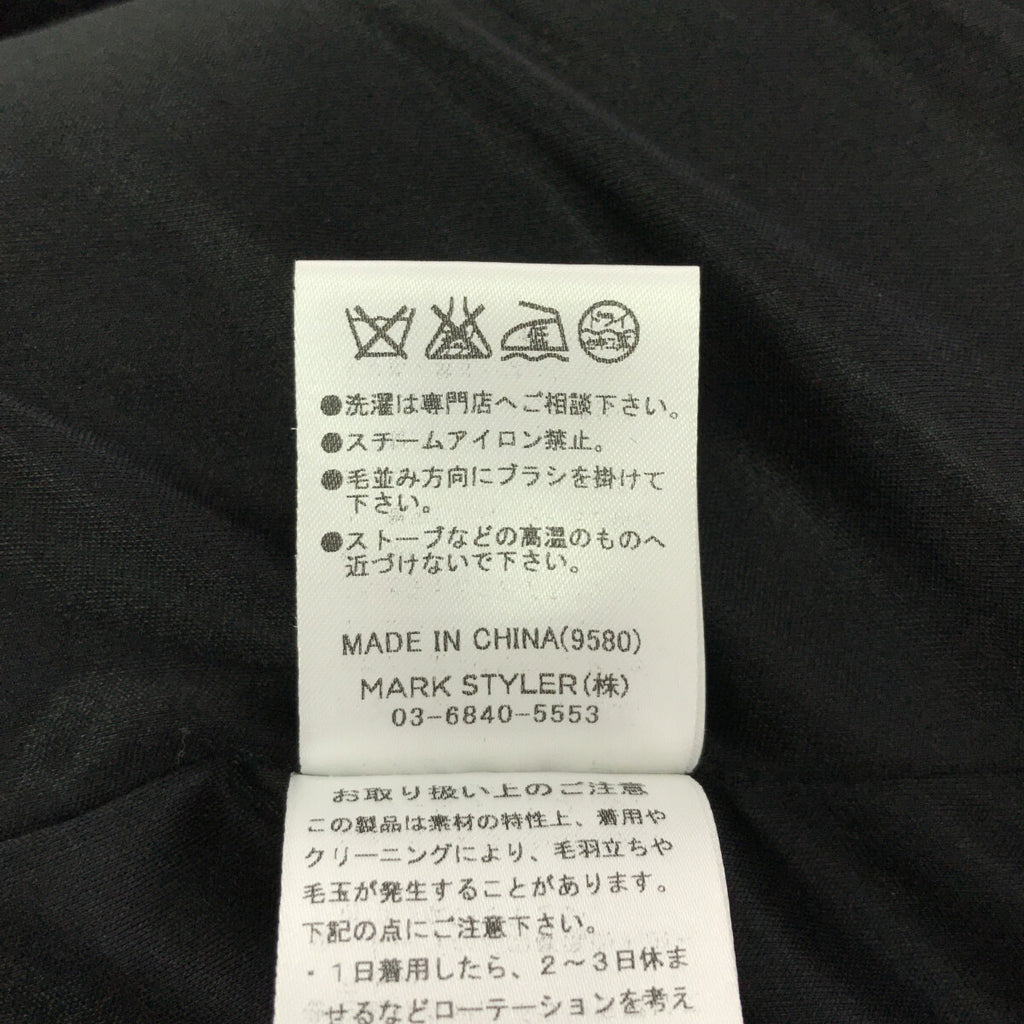 低
ドライ
セキユ系
●洗濯は専門店へご相談下さい。
●スチームアイロン禁止。
●毛並み方向にブラシを掛けて
下さい。
●ストーブなどの高温のものへ
近づけないで下さい。
MADE IN CHINA(9580)
MARK STYLER(株)
03-6840-5553
お取り扱い上のご注意
この製品は素材の特性上、着用や
クリーニングにより、毛羽立ちや
毛玉が発生することがあります。
下記の点にご注意下さい。
・1日着用したら、2～3日休ま
せるなどローテーションを考え